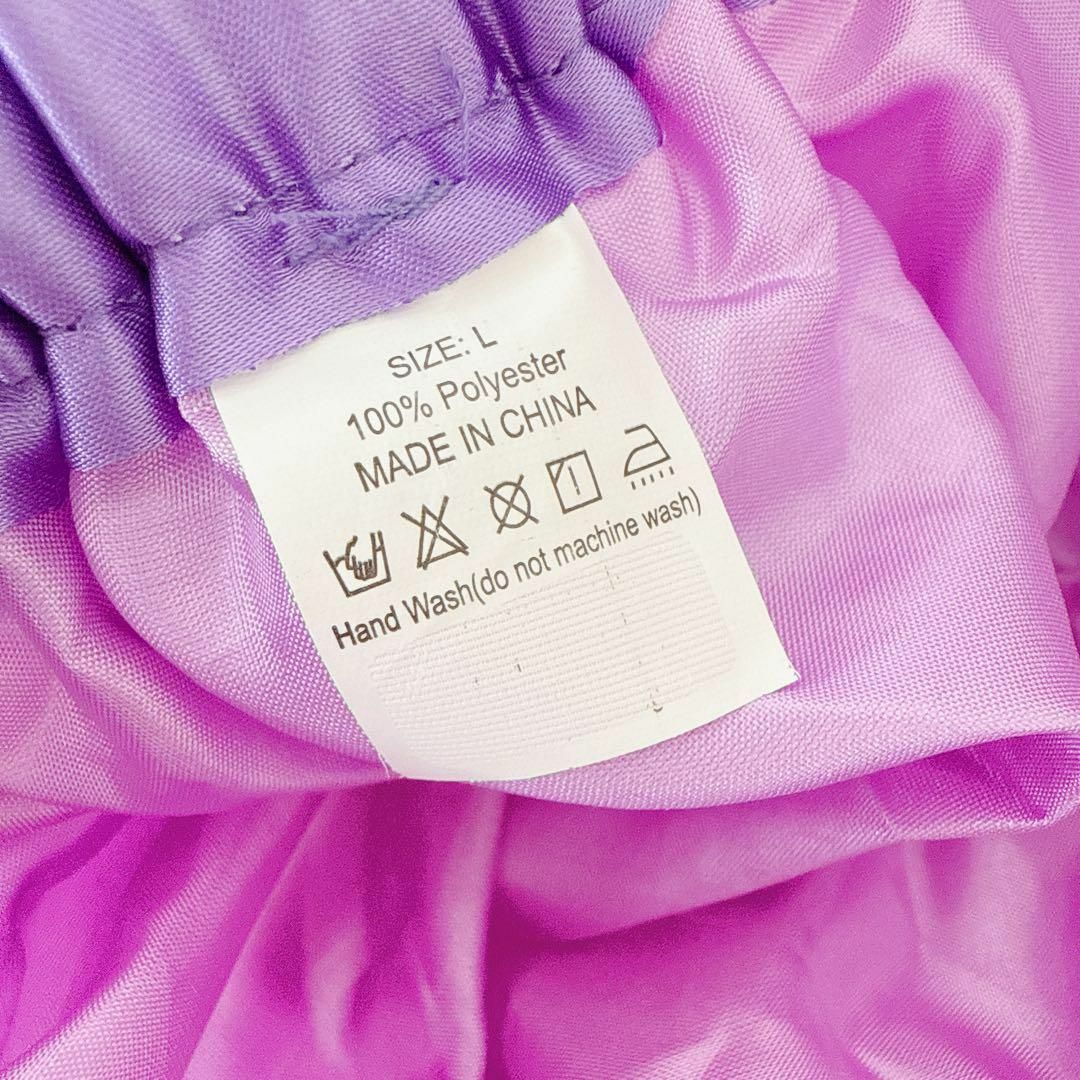 SIZE: L
100% Polyester
MADE IN CHINA
Hand Wash(do not machine wash)